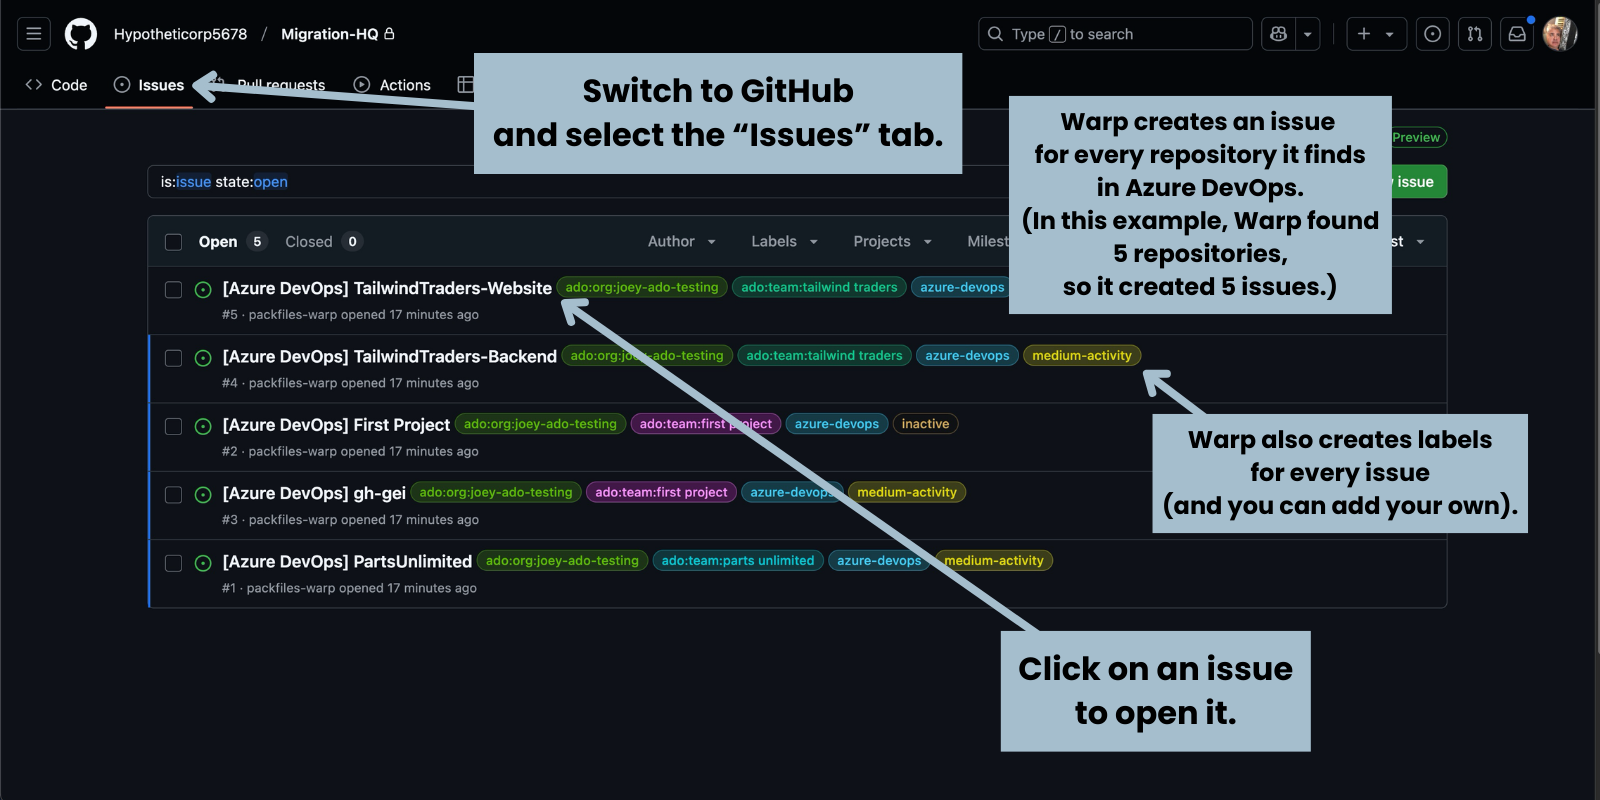 Hypotheticorp5678 / Migration-HQ
Type / to search
Code
Issues
Pull requests
Actions
Switch to GitHub
and select the “Issues” tab.
Warp creates an issue
for every repository it finds
in Azure DevOps.
(In this example, Warp found
5 repositories,
so it created 5 issues.)
Preview
is:issue state:open
issue
Open 5
Closed 0
Author
Labels
Projects
[Azure DevOps] TailwindTraders-Website ado:org:joey-ado-testing ado:team:tailwind traders azure-devops
#5 · packfiles-warp opened 17 minutes ago
[Azure DevOps] TailwindTraders-Backend ado:org:joey-ado-testing ado:team:tailwind traders azure-devops medium-activity
#4 · packfiles-warp opened 17 minutes ago
[Azure DevOps] First Project ado:org:joey-ado-testing ado:team:first project azure-devops inactive
#2 · packfiles-warp opened 17 minutes ago
[Azure DevOps] gh-gei ado:org:joey-ado-testing ado:team:first project azure-devops medium-activity
#3 · packfiles-warp opened 17 minutes ago
[Azure DevOps] PartsUnlimited ado:org:joey-ado-testing ado:team:parts unlimited azure-devops medium-activity
#1 · packfiles-warp opened 17 minutes ago
Warp also creates labels
for every issue
(and you can add your own).
Click on an issue
to open it.